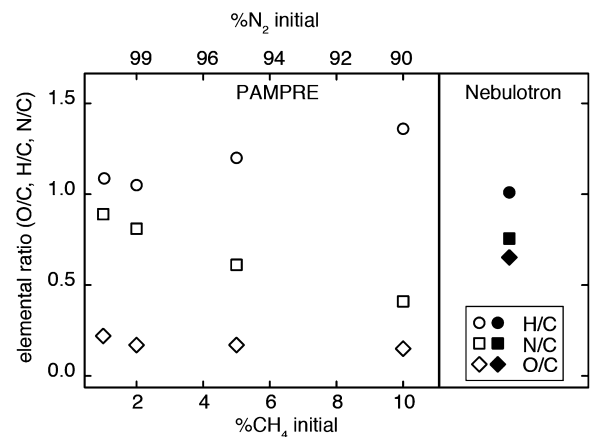 %N₂ initial
99 96 94 92 90
PAMPRE Nebulotron
elemental ratio (O/C, H/C, N/C)
1.5
1.0
0.5
0.0
H/C
N/C
O/C
2 4 6 8 10
%CH₄ initial